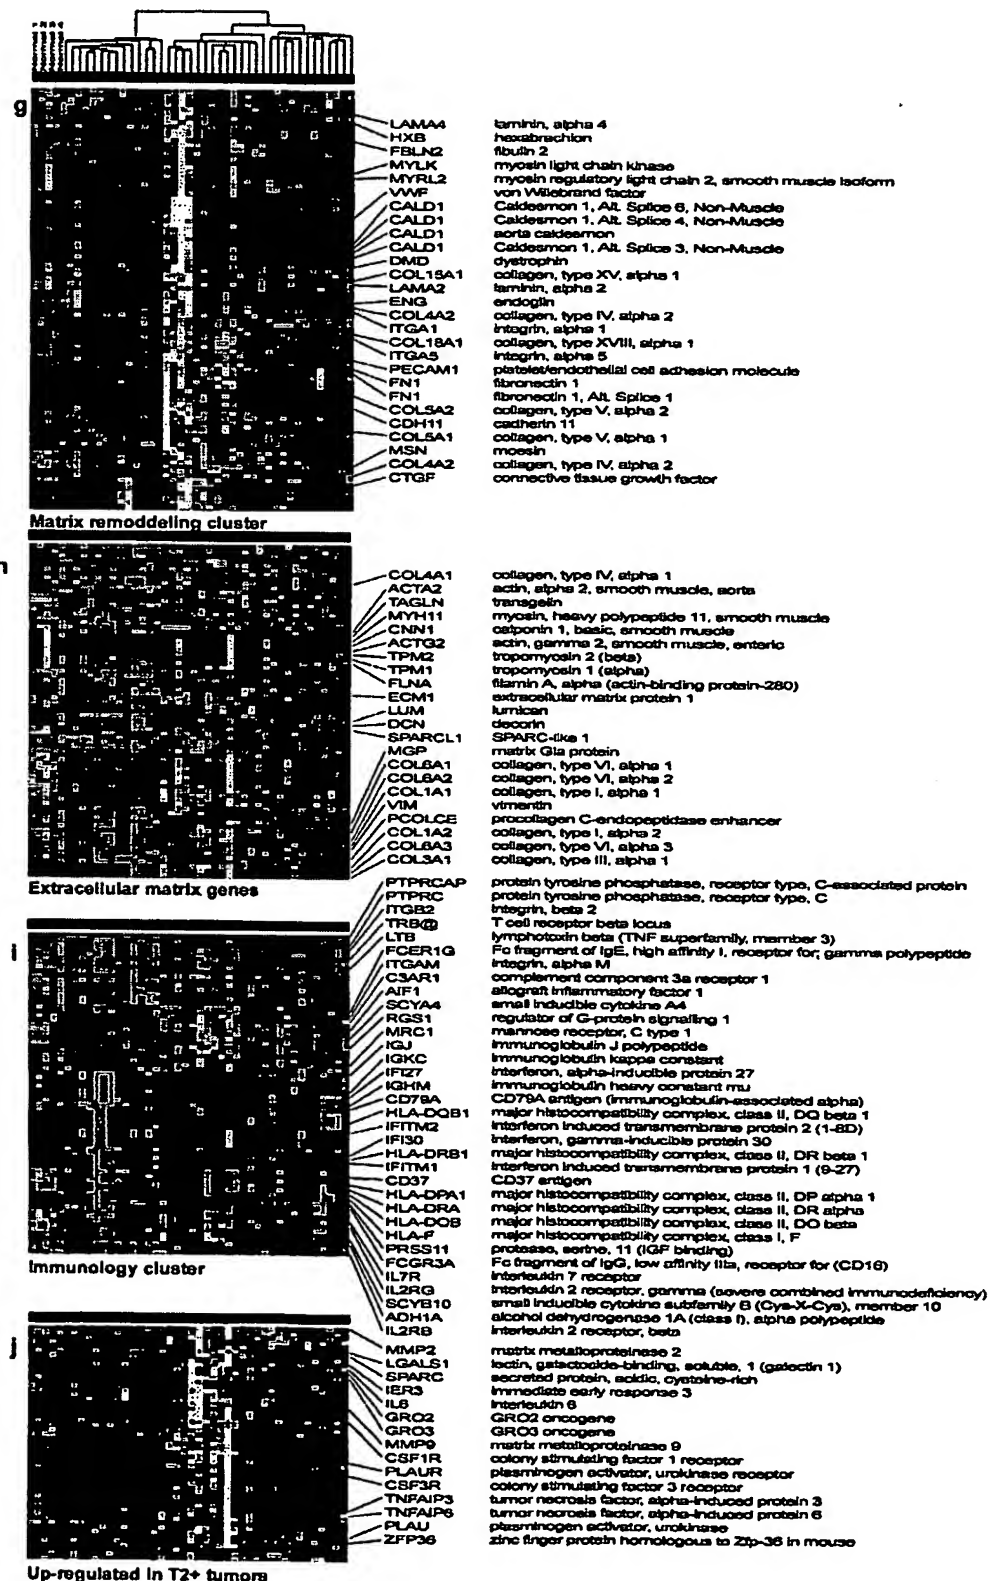 g
LAMA4 laminin, alpha 4
HXB hexabrachion
FBLN2 fibulin 2
MYLK myosin light chain kinase
MYRL2 myosin regulatory light chain 2, smooth muscle isoform
VWF von Willebrand factor
CALD1 Caldesmon 1, Alt. Splice 6, Non-Muscle
CALD1 Caldesmon 1, Alt. Splice 4, Non-Muscle
CALD1 aorta caldesmon
CALD1 Caldesmon 1, Alt. Splice 3, Non-Muscle
DMD dystrophin
COL15A1 collagen, type XV, alpha 1
LAMA2 laminin, alpha 2
ENG endoglin
COL4A2 collagen, type IV, alpha 2
ITGA1 integrin, alpha 1
COL18A1 collagen, type XVIII, alpha 1
ITGA5 integrin, alpha 5
PECAM1 platelet/endothelial cell adhesion molecule
FN1 fibronectin 1
FN1 fibronectin 1, Alt. Splice 1
COL5A2 collagen, type V, alpha 2
CDH11 cadherin 11
COL5A1 collagen, type V, alpha 1
MSN moesin
COL4A2 collagen, type IV, alpha 2
CTGF connective tissue growth factor
Matrix remoddeling cluster
h
COL4A1 collagen, type IV, alpha 1
ACTA2 actin, alpha 2, smooth muscle, aorta
TAGLN transgelin
MYH11 myosin, heavy polypeptide 11, smooth muscle
CNN1 calponin 1, basic, smooth muscle
ACTG2 actin, gamma 2, smooth muscle, enteric
TPM2 tropomyosin 2 (beta)
TPM1 tropomyosin 1 (alpha)
FLNA filamin A, alpha (actin-binding protein-280)
ECM1 extracellular matrix protein 1
LUM lumican
DCN decorin
SPARCL1 SPARC-like 1
MGP matrix Gla protein
COL6A1 collagen, type VI, alpha 1
COL6A2 collagen, type VI, alpha 2
COL1A1 collagen, type I, alpha 1
VIM vimentin
PCOLCE procollagen C-endopeptidase enhancer
COL1A2 collagen, type I, alpha 2
COL6A3 collagen, type VI, alpha 3
COL3A1 collagen, type III, alpha 1
Extracellular matrix genes
PTPRCAP protein tyrosine phosphatase, receptor type, C-associated protein
PTPRC protein tyrosine phosphatase, receptor type, C
ITGB2 integrin, beta 2
i
TRB@ T cell receptor beta locus
LTB lymphotoxin beta (TNF superfamily, member 3)
FCER1G Fc fragment of IgE, high affinity I, receptor for; gamma polypeptide
ITGAM integrin, alpha M
C3AR1 complement component 3a receptor 1
AIF1 allograft inflammatory factor 1
SCYA4 small inducible cytokine A4
RGS1 regulator of G-protein signalling 1
MRC1 mannose receptor, C type 1
IGJ immunoglobulin J polypeptide
IGKC immunoglobulin kappa constant
IFI27 interferon, alpha-inducible protein 27
IGHM immunoglobulin heavy constant mu
CD79A CD79A antigen (immunoglobulin-associated alpha)
HLA-DQB1 major histocompatibility complex, class II, DQ beta 1
IFITM2 interferon induced transmembrane protein 2 (1-8D)
IFI30 interferon, gamma-inducible protein 30
HLA-DRB1 major histocompatibility complex, class II, DR beta 1
IFITM1 interferon induced transmembrane protein 1 (9-27)
CD37 CD37 antigen
HLA-DPA1 major histocompatibility complex, class II, DP alpha 1
HLA-DRA major histocompatibility complex, class II, DR alpha
HLA-DOB major histocompatibility complex, class II, DO beta
HLA-F major histocompatibility complex, class I, F
PRSS11 protease, serine, 11 (IGF binding)
FCGR3A Fc fragment of IgG, low affinity IIIa, receptor for (CD16)
Immunology cluster
IL7R interleukin 7 receptor
IL2RG interleukin 2 receptor, gamma (severe combined immunodeficiency)
SCYB10 small inducible cytokine subfamily B (Cys-X-Cys), member 10
ADH1A alcohol dehydrogenase 1A (class I), alpha polypeptide
IL2RB interleukin 2 receptor, beta
j
MMP2 matrix metalloproteinase 2
LGALS1 lectin, galactoside-binding, soluble, 1 (galectin 1)
SPARC secreted protein, acidic, cysteine-rich
IER3 immediate early response 3
IL6 interleukin 6
GRO2 GRO2 oncogene
GRO3 GRO3 oncogene
MMP9 matrix metalloproteinase 9
CSF1R colony stimulating factor 1 receptor
PLAUR plasminogen activator, urokinase receptor
CSF3R colony stimulating factor 3 receptor
TNFAIP3 tumor necrosis factor, alpha-induced protein 3
TNFAIP6 tumor necrosis factor, alpha-induced protein 6
PLAU plasminogen activator, urokinase
ZFP36 zinc finger protein homologous to Zfp-36 in mouse
Up-regulated in T2+ tumors